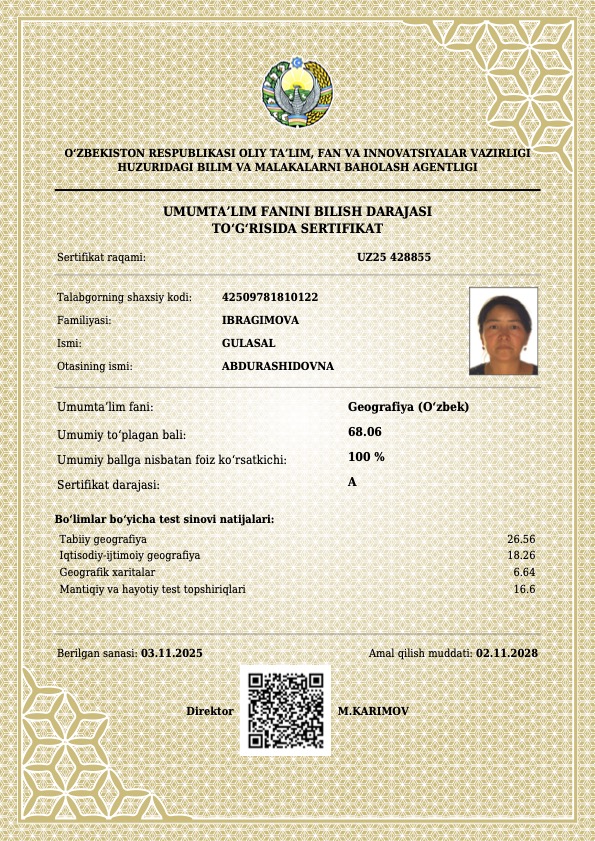 O‘ZBEKISTON RESPUBLIKASI OLIY TA’LIM, FAN VA INNOVATSIYALAR VAZIRLIGI
HUZURIDAGI BILIM VA MALAKALARNI BAHOLASH AGENTLIGI
UMUMTA’LIM FANINI BILISH DARAJASI
TO‘G‘RISIDA SERTIFIKAT
Sertifikat raqami: UZ25 428855
Talabgorning shaxsiy kodi: 42509781810122
Familiyasi: IBRAGIMOVA
Ismi: GULASAL
Otasining ismi: ABDURASHIDOVNA
Umumta’lim fani: Geografiya (O‘zbek)
Umumiy to‘plagan bali: 68.06
Umumiy ballga nisbatan foiz ko‘rsatkichi: 100 %
Sertifikat darajasi: A
Bo‘limlar bo‘yicha test sinovi natijalari:
Tabiiy geografiya 26.56
Iqtisodiy-ijtimoiy geografiya 18.26
Geografik xaritalar 6.64
Mantiqiy va hayotiy test topshiriqlari 16.6
Berilgan sanasi: 03.11.2025 Amal qilish muddati: 02.11.2028
Direktor M.KARIMOV